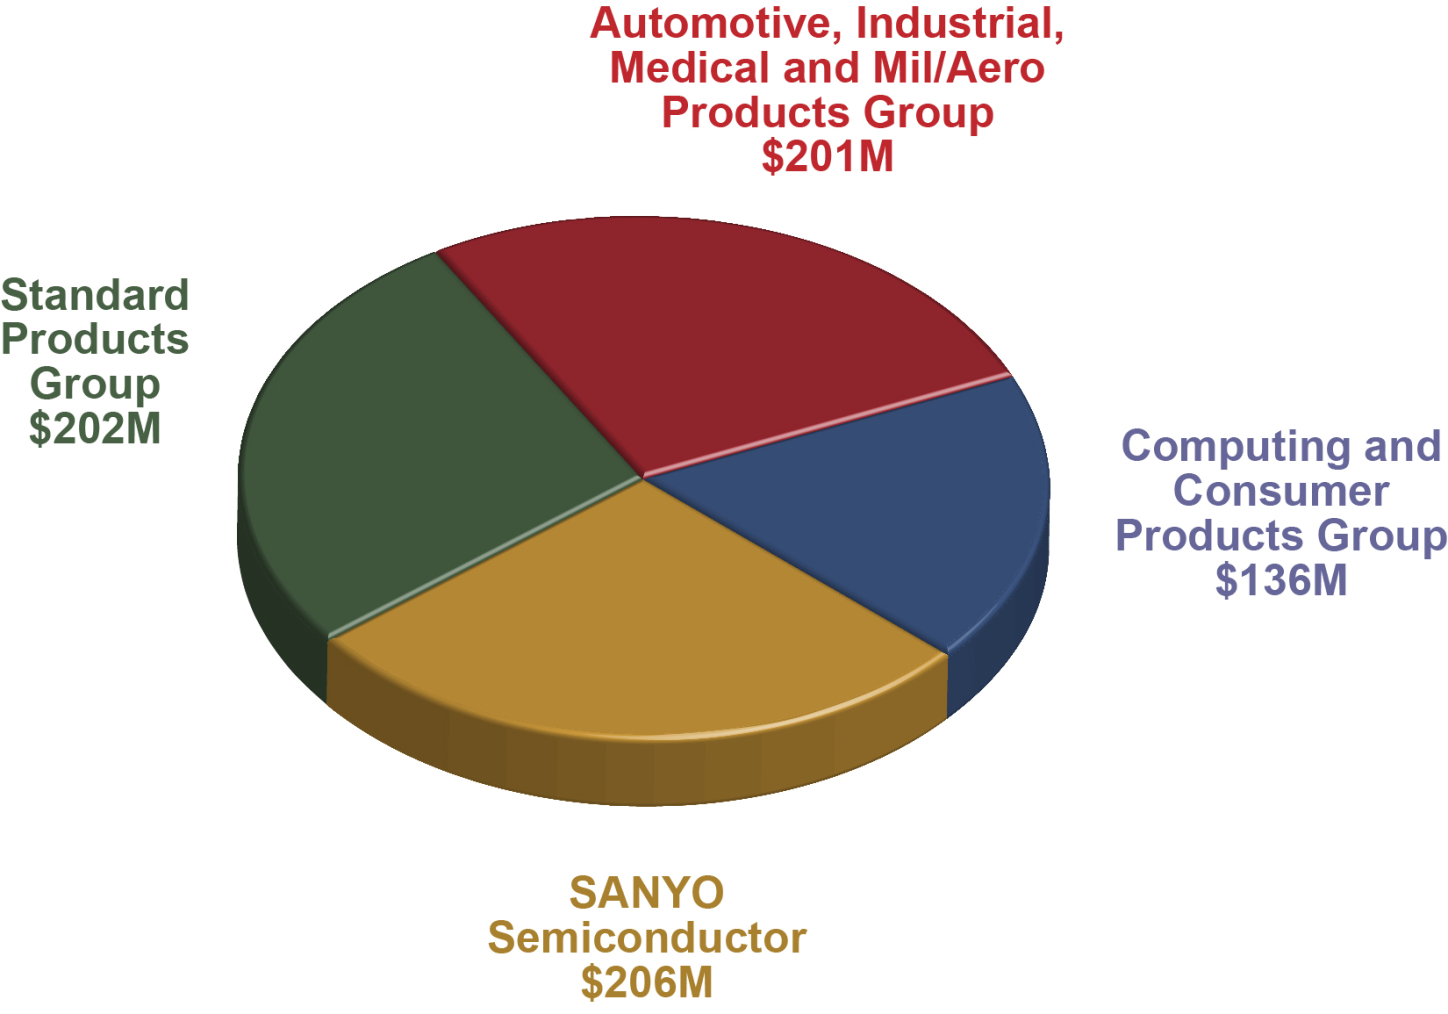 Automotive, Industrial,
Medical and Mil/Aero
Products Group
$201M
Standard
Products
Group
$202M
Computing and
Consumer
Products Group
$136M
SANYO
Semiconductor
$206M